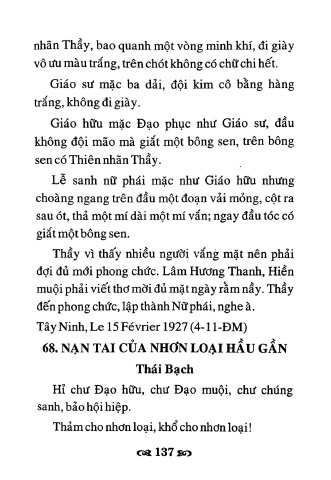 nhãn Thầy, bao quanh một vòng minh khí, đi giày
vô ưu màu trắng, trên chót không có chữ chi hết.
Giáo sư mặc ba dải, đội kim cô bằng hàng
trắng, không đi giày.
Giáo hữu mặc Đạo phục như Giáo sư, đầu
không đội mão mà giắt một bông sen, trên bông
sen có Thiên nhãn Thầy.
Lễ sanh nữ phái mặc như Giáo hữu nhưng
choàng ngang trên đầu một đoạn vải mỏng, cột ra
sau ót, thả một mí dài một mí vắn; ngay đầu tóc có
giắt một bông sen.
Thầy vì thấy nhiều người vắng mặt nên phải
đợi đủ mới phong chức. Lâm Hương Thanh, Hiền
muội phải viết thơ mời đủ mặt ngày rằm nầy. Thầy
đến phong chức, lập thành Nữ phái, nghe à.
Tây Ninh, Le 15 Février 1927 (4-11-ĐM)
68. NẠN TAI CỦA NHƠN LOẠI HẦU GẦN
Thái Bạch
Hỉ chư Đạo hữu, chư Đạo muội, chư chúng
sanh, bảo hội hiệp.
Thảm cho nhơn loại, khổ cho nhơn loại!
137